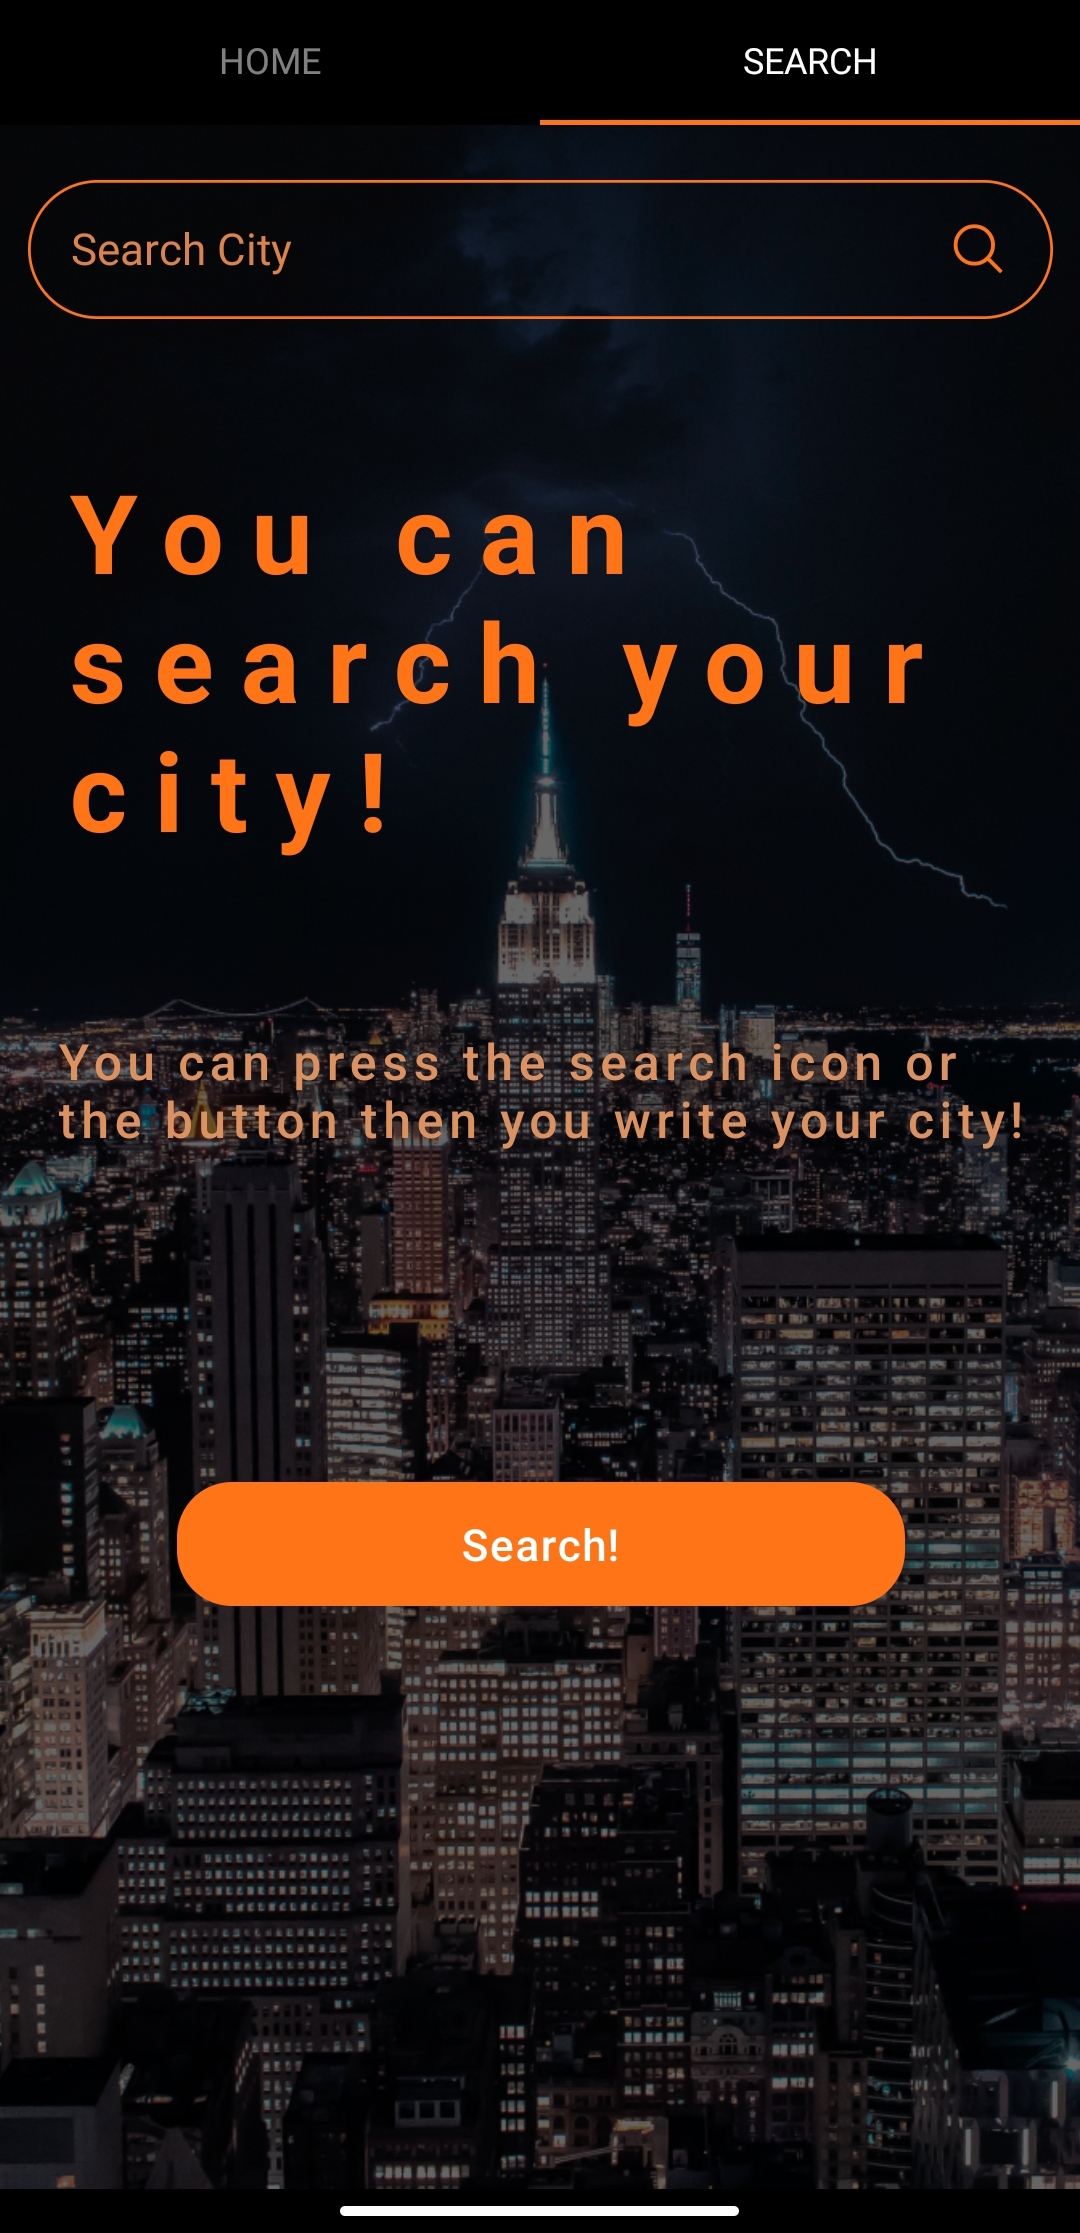 HOME
SEARCH
Search City
You can
search your
city!
You can press the search icon or
the button then you write your city!
Search!